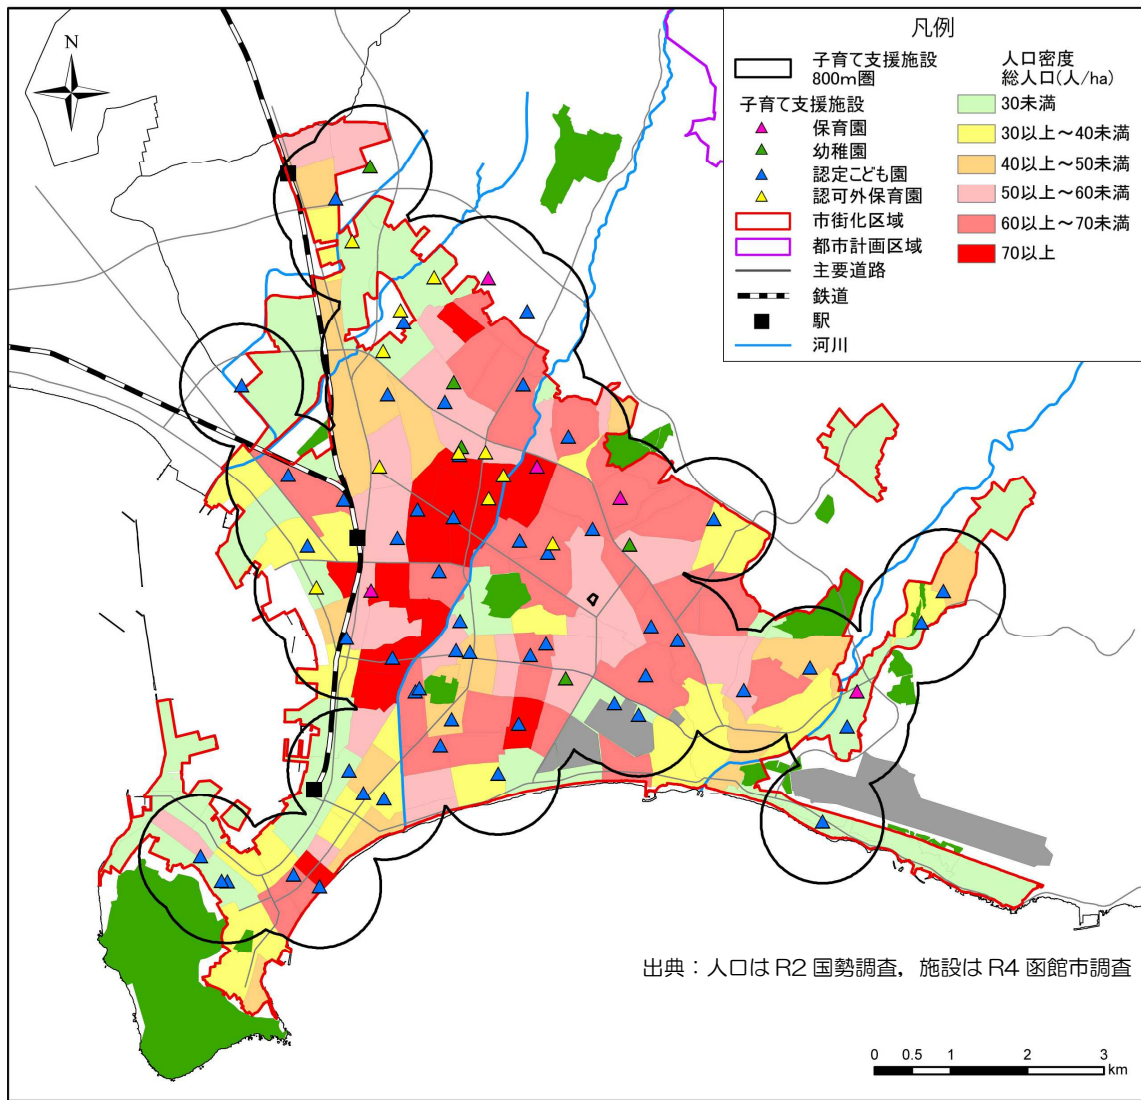 N
凡例
子育て支援施設
800m圏
子育て支援施設
保育園
幼稚園
認定こども園
認可外保育園
市街化区域
都市計画区域
主要道路
鉄道
駅
河川
人口密度
総人口(人/ha)
30未満
30以上～40未満
40以上～50未満
50以上～60未満
60以上～70未満
70以上
出典：人口はR2国勢調査，施設はR4函館市調査
0 0.5 1 2 3
km